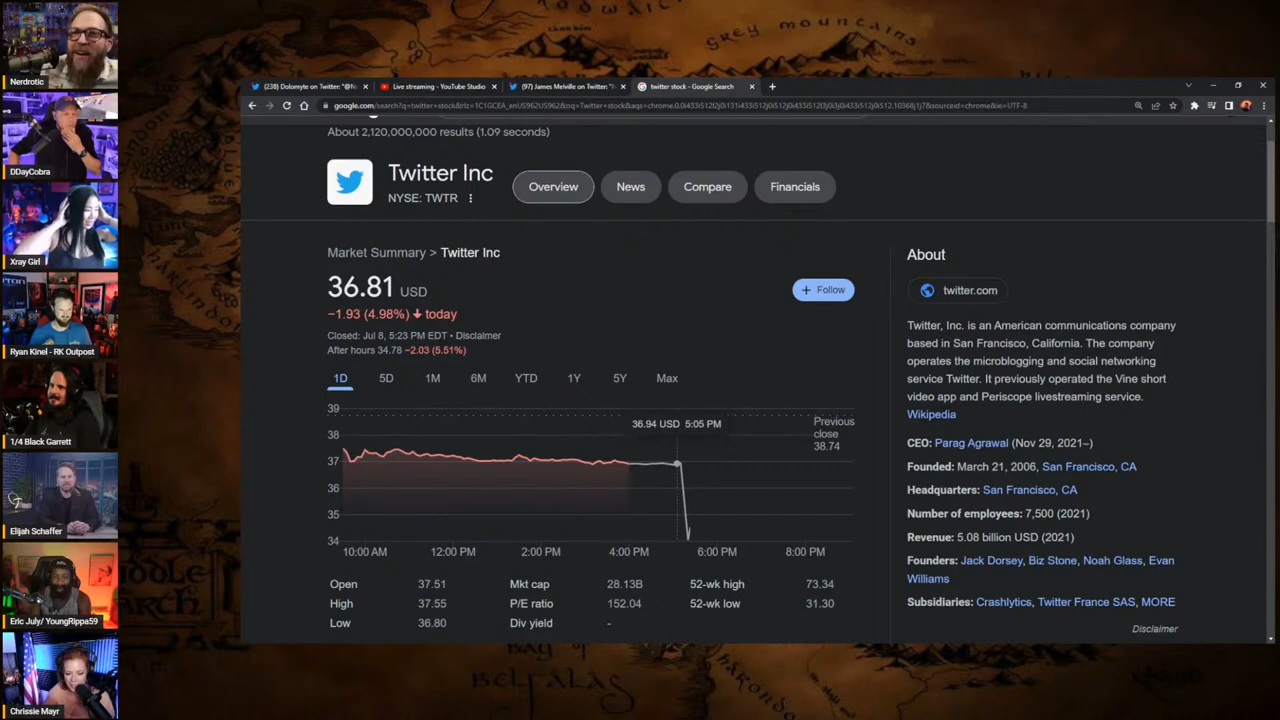 GREY MOUNTAINS
Nerdrotic
DDayCobra
Xray Girl
Ryan Kinel - RK Outpost
1/4 Black Garrett
Elijah Schaffer
Eric July/ YoungRippa59
Chrissie Mayr
(238) Dolomyte on Twitter: "@N
Live streaming - YouTube Studio
(97) James Melville on Twitter: "
twitter stock - Google Search
About 2,120,000,000 results (1.09 seconds)
Twitter Inc
NYSE: TWTR
Overview
News
Compare
Financials
Market Summary > Twitter Inc
36.81 USD
+ Follow
−1.93 (4.98%) ↓ today
Closed: Jul 8, 5:23 PM EDT • Disclaimer
After hours 34.78 −2.03 (5.51%)
1D 5D 1M 6M YTD 1Y 5Y Max
39
38
37
36
35
34
36.94 USD 5:05 PM
Previous
close
38.74
10:00 AM 12:00 PM 2:00 PM 4:00 PM 6:00 PM 8:00 PM
Open 37.51 Mkt cap 28.13B 52-wk high 73.34
High 37.55 P/E ratio 152.04 52-wk low 31.30
Low 36.80 Div yield -
About
twitter.com
Twitter, Inc. is an American communications company
based in San Francisco, California. The company
operates the microblogging and social networking
service Twitter. It previously operated the Vine short
video app and Periscope livestreaming service.
Wikipedia
CEO: Parag Agrawal (Nov 29, 2021–)
Founded: March 21, 2006, San Francisco, CA
Headquarters: San Francisco, CA
Number of employees: 7,500 (2021)
Revenue: 5.08 billion USD (2021)
Founders: Jack Dorsey, Biz Stone, Noah Glass, Evan
Williams
Subsidiaries: Crashlytics, Twitter France SAS, MORE
Disclaimer
BAY OF
BELFALAS